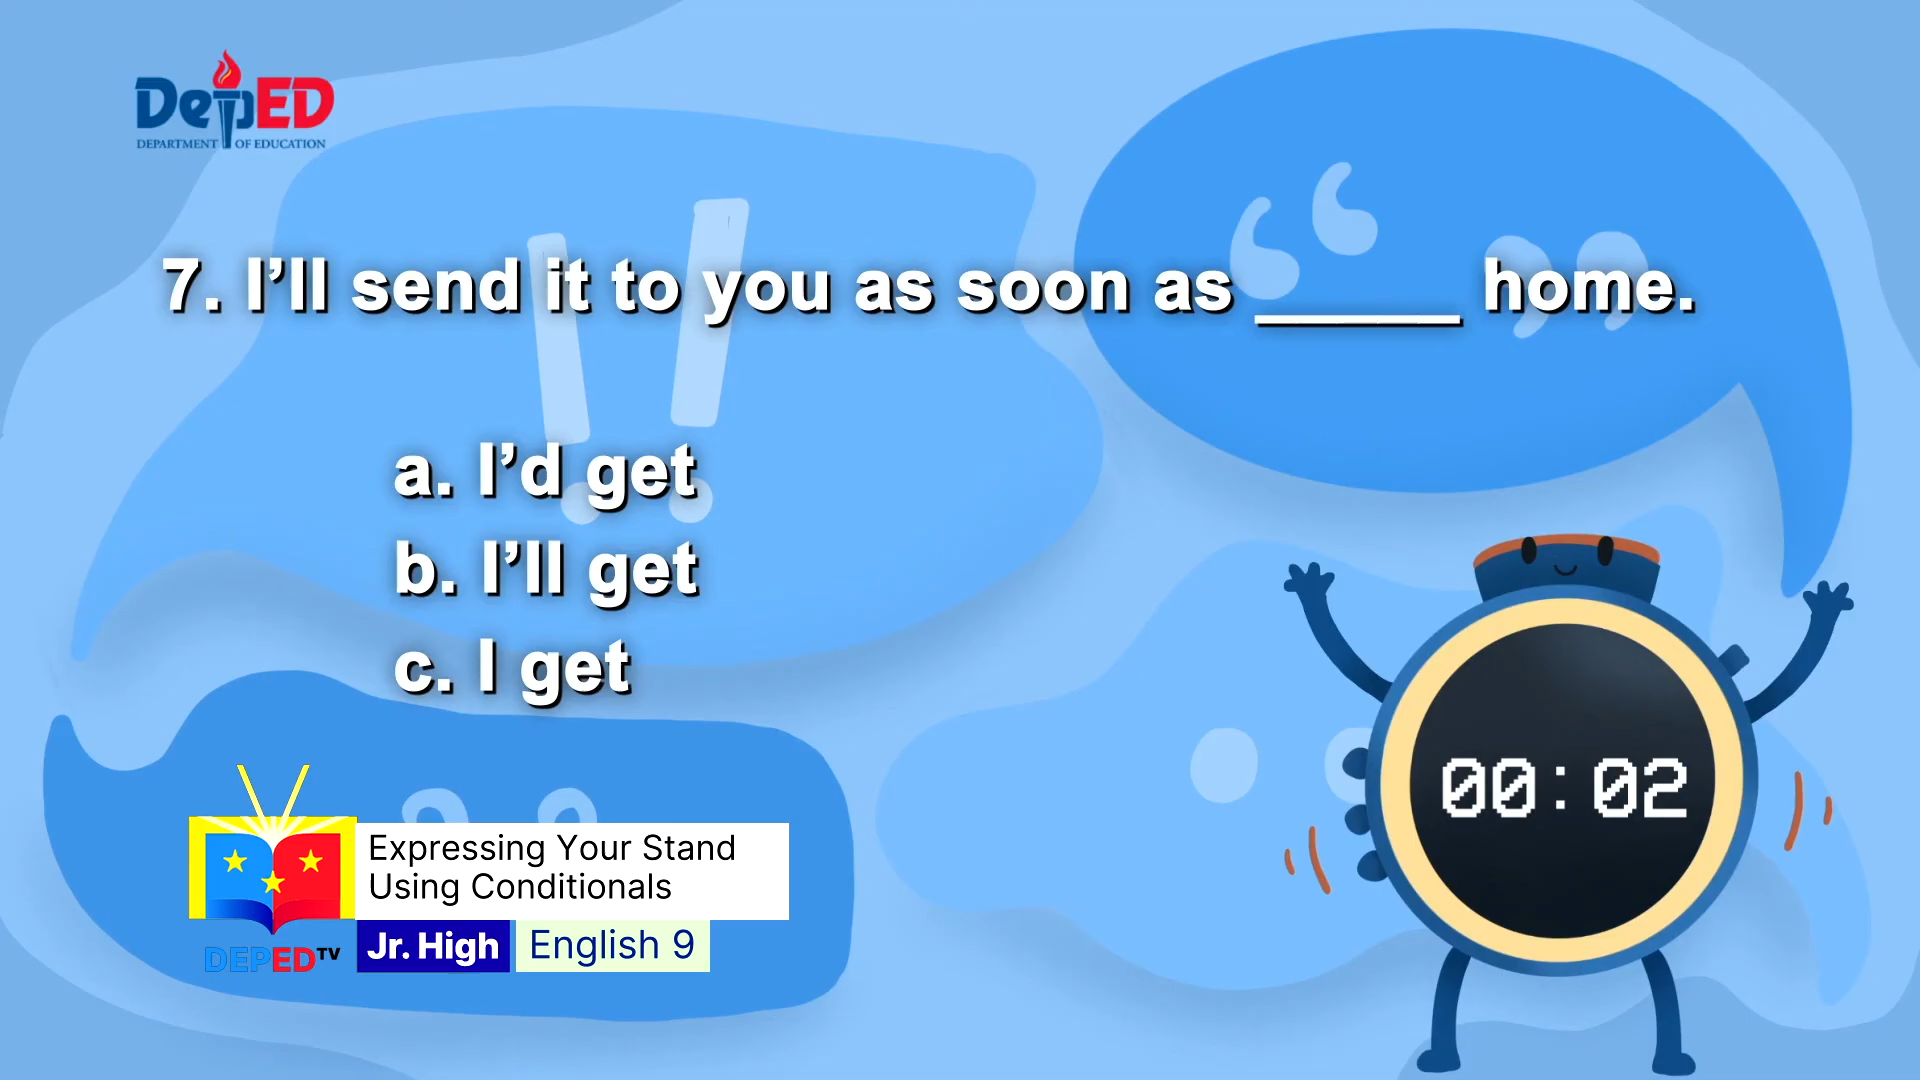 DepED
DEPARTMENT OF EDUCATION
7. I’ll send it to you as soon as _____ home.
a. I’d get
b. I’ll get
c. I get
00:02
Expressing Your Stand
Using Conditionals
DEPED TV
Jr. High
English 9